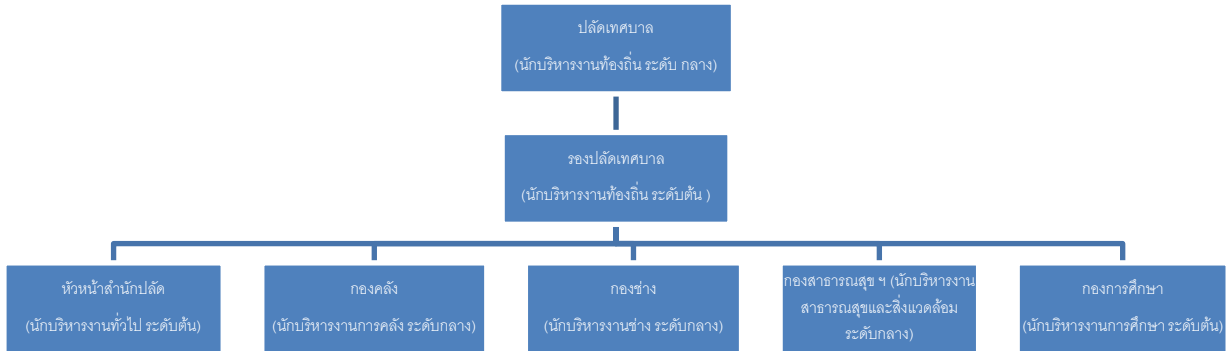 ปลัดเทศบาล
(นักบริหารงานท้องถิ่น ระดับ กลาง)
รองปลัดเทศบาล
(นักบริหารงานท้องถิ่น ระดับต้น )
หัวหน้าสำนักปลัด
(นักบริหารงานทั่วไป ระดับต้น)
กองคลัง
(นักบริหารงานการคลัง ระดับกลาง)
กองช่าง
(นักบริหารงานช่าง ระดับกลาง)
กองสาธารณสุข ฯ (นักบริหารงาน
สาธารณสุขและสิ่งแวดล้อม
ระดับกลาง)
กองการศึกษา
(นักบริหารงานการศึกษา ระดับต้น)